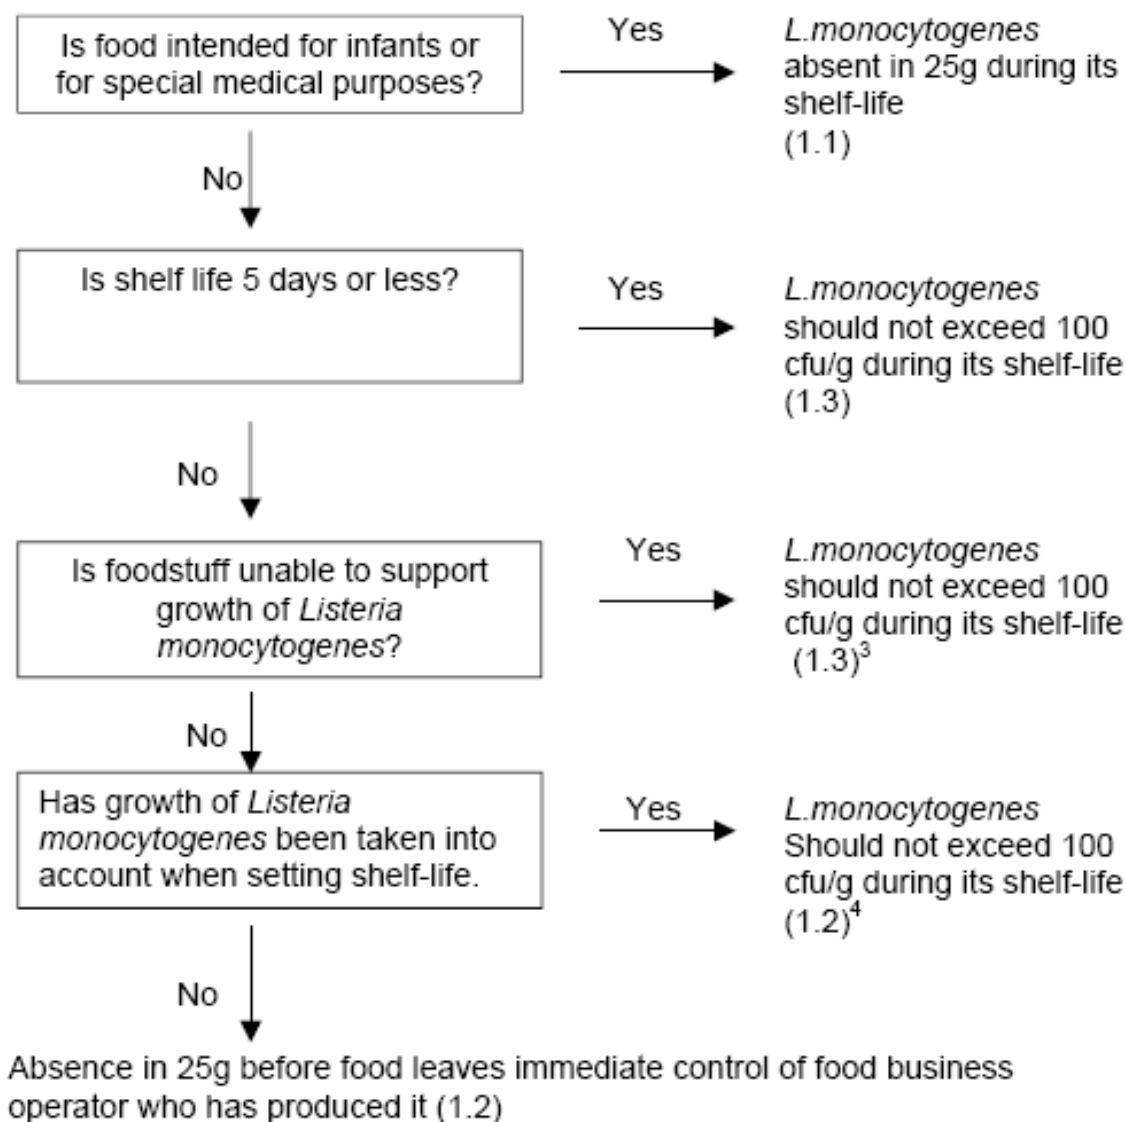 Is food intended for infants or
for special medical purposes?
Yes
L.monocytogenes
absent in 25g during its
shelf-life
(1.1)
No
Is shelf life 5 days or less?
Yes
L.monocytogenes
should not exceed 100
cfu/g during its shelf-life
(1.3)
No
Is foodstuff unable to support
growth of Listeria
monocytogenes?
Yes
L.monocytogenes
should not exceed 100
cfu/g during its shelf-life
(1.3)³
No
Has growth of Listeria
monocytogenes been taken into
account when setting shelf-life.
Yes
L.monocytogenes
Should not exceed 100
cfu/g during its shelf-life
(1.2)⁴
No
Absence in 25g before food leaves immediate control of food business
operator who has produced it (1.2)